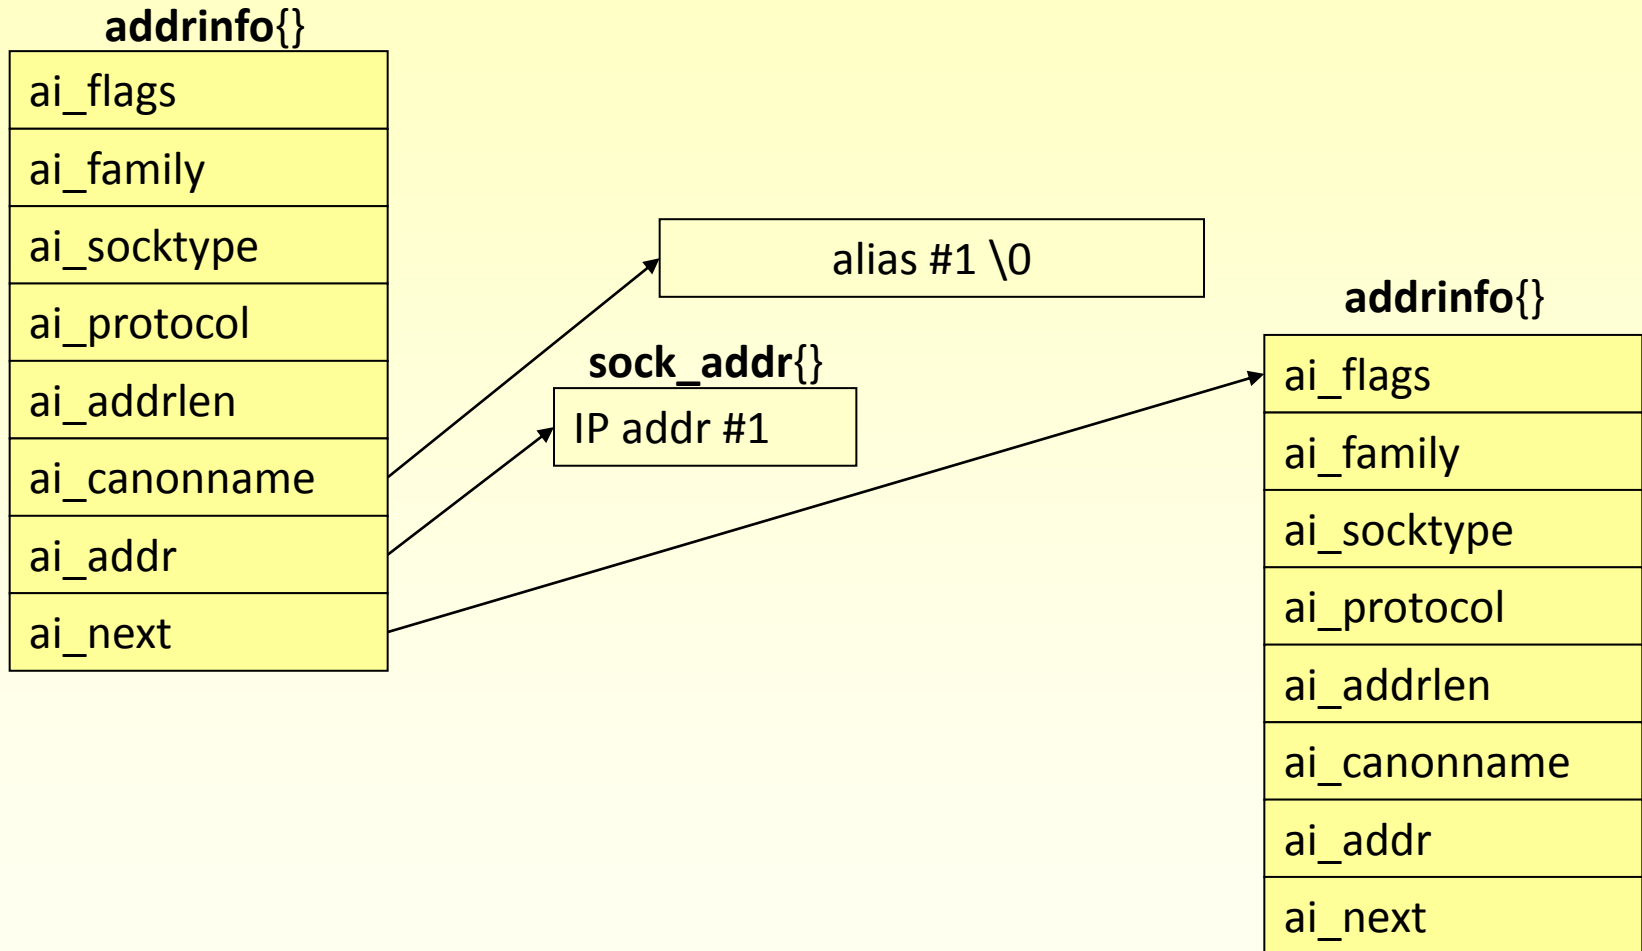 addrinfo{}
ai_flags
ai_family
ai_socktype
ai_protocol
ai_addrlen
ai_canonname
ai_addr
ai_next
alias #1 \0
sock_addr{}
IP addr #1
addrinfo{}
ai_flags
ai_family
ai_socktype
ai_protocol
ai_addrlen
ai_canonname
ai_addr
ai_next